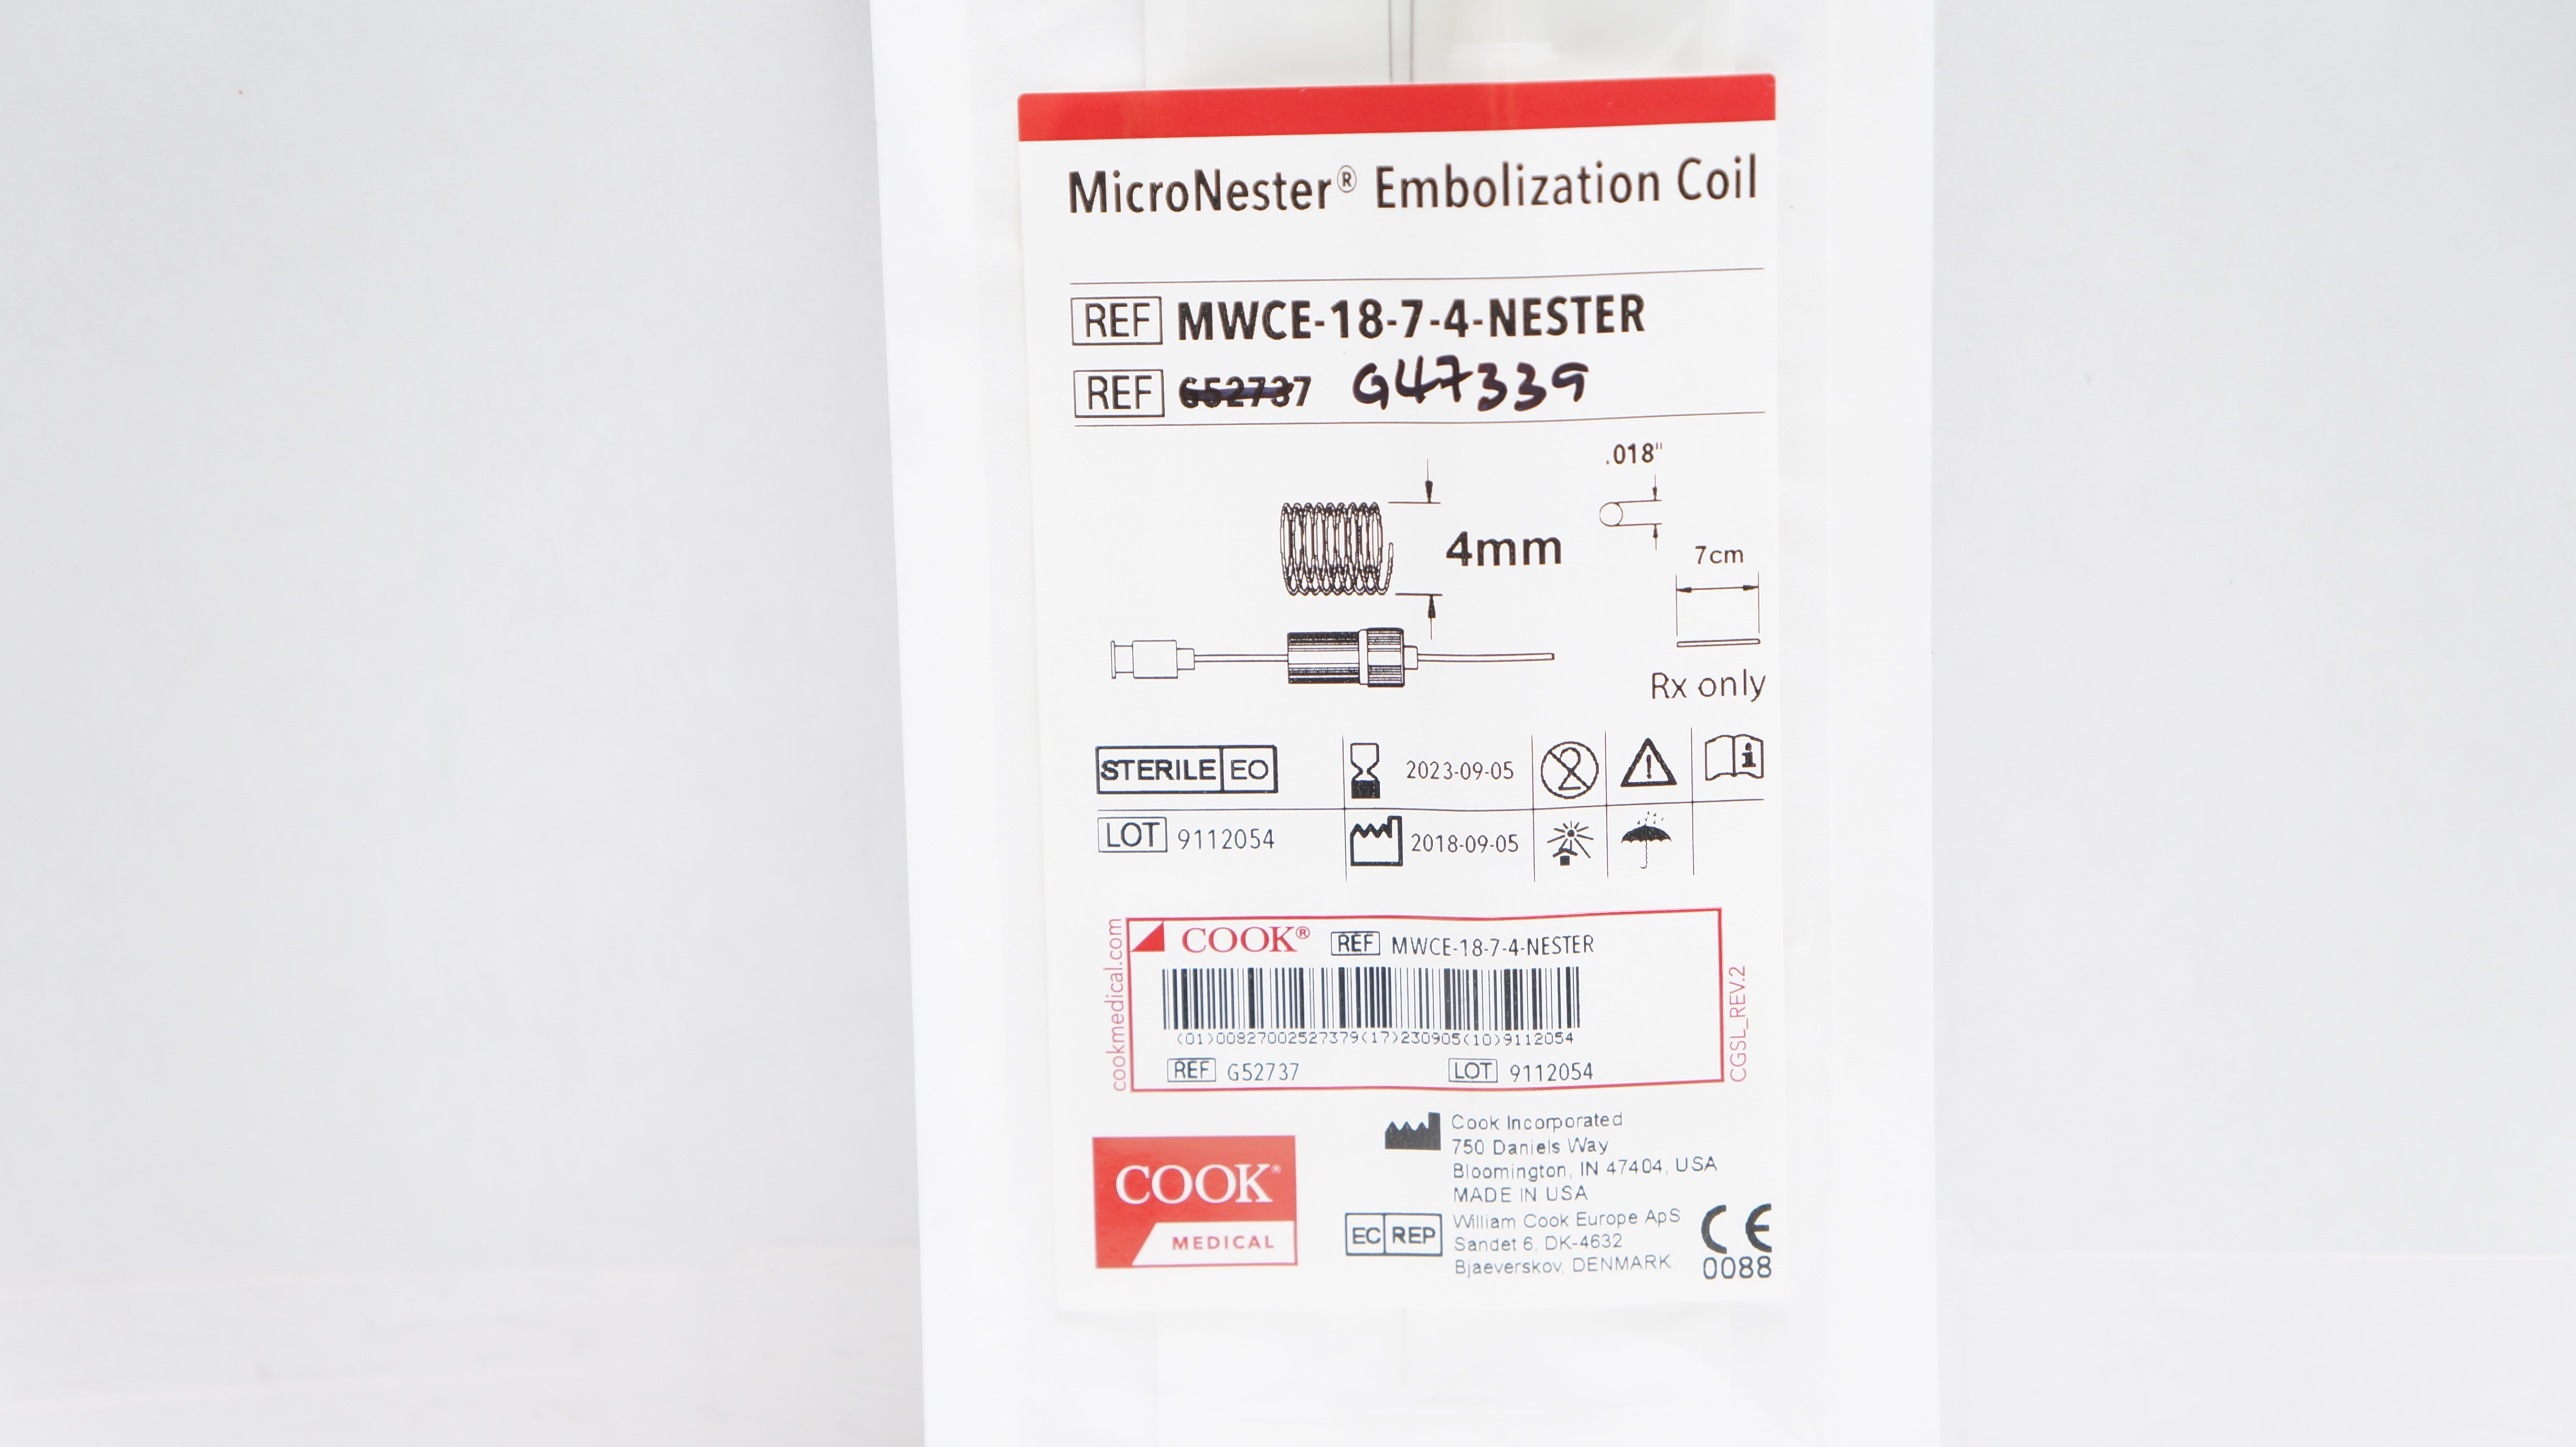 MicroNester® Embolization Coil
REF MWCE-18-7-4-NESTER
REF G52737 G47339
.018"
4mm
7cm
Rx only
STERILE EO 2023-09-05
LOT 9112054 2018-09-05
cookmedical.com
COOK® REF MWCE-18-7-4-NESTER
(01)00827002527379(17)230905(10)9112054
REF G52737 LOT 9112054
CGSL_REV.2
COOK®
MEDICAL
Cook Incorporated
750 Daniels Way
Bloomington, IN 47404, USA
MADE IN USA
EC REP William Cook Europe ApS
Sandet 6, DK-4632
Bjaeverskov, DENMARK
CE
0088